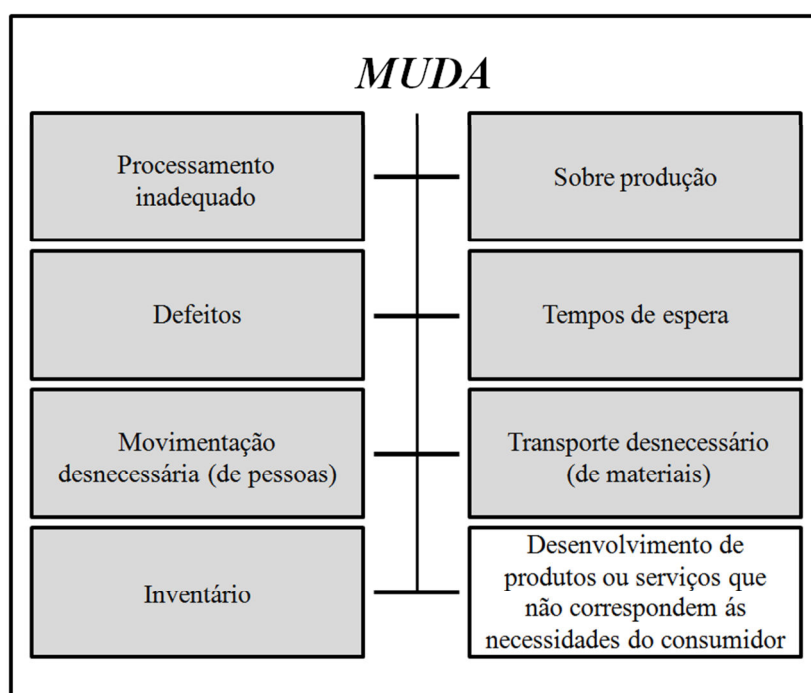 MUDA
Processamento
inadequado
Sobre produção
Defeitos
Tempos de espera
Movimentação
desnecessária (de pessoas)
Transporte desnecessário
(de materiais)
Inventário
Desenvolvimento de
produtos ou serviços que
não correspondem ás
necessidades do consumidor